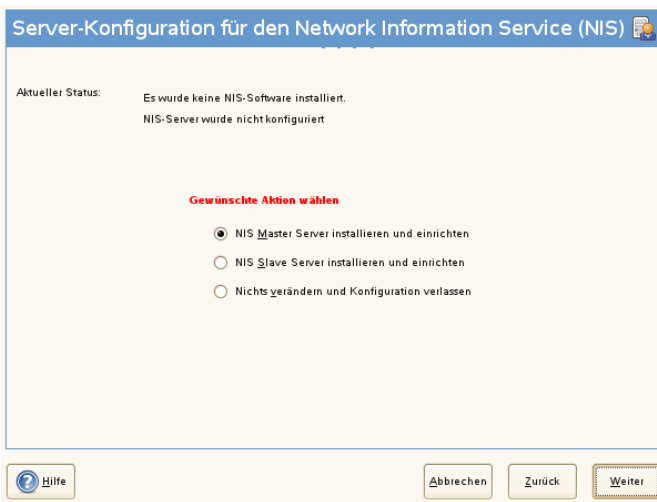 Server-Konfiguration für den Network Information Service (NIS)
Aktueller Status:
Es wurde keine NIS-Software installiert.
NIS-Server wurde nicht konfiguriert
Gewünschte Aktion wählen
NIS Master Server installieren und einrichten
NIS Slave Server installieren und einrichten
Nichts verändern und Konfiguration verlassen
Hilfe
Abbrechen
Zurück
Weiter